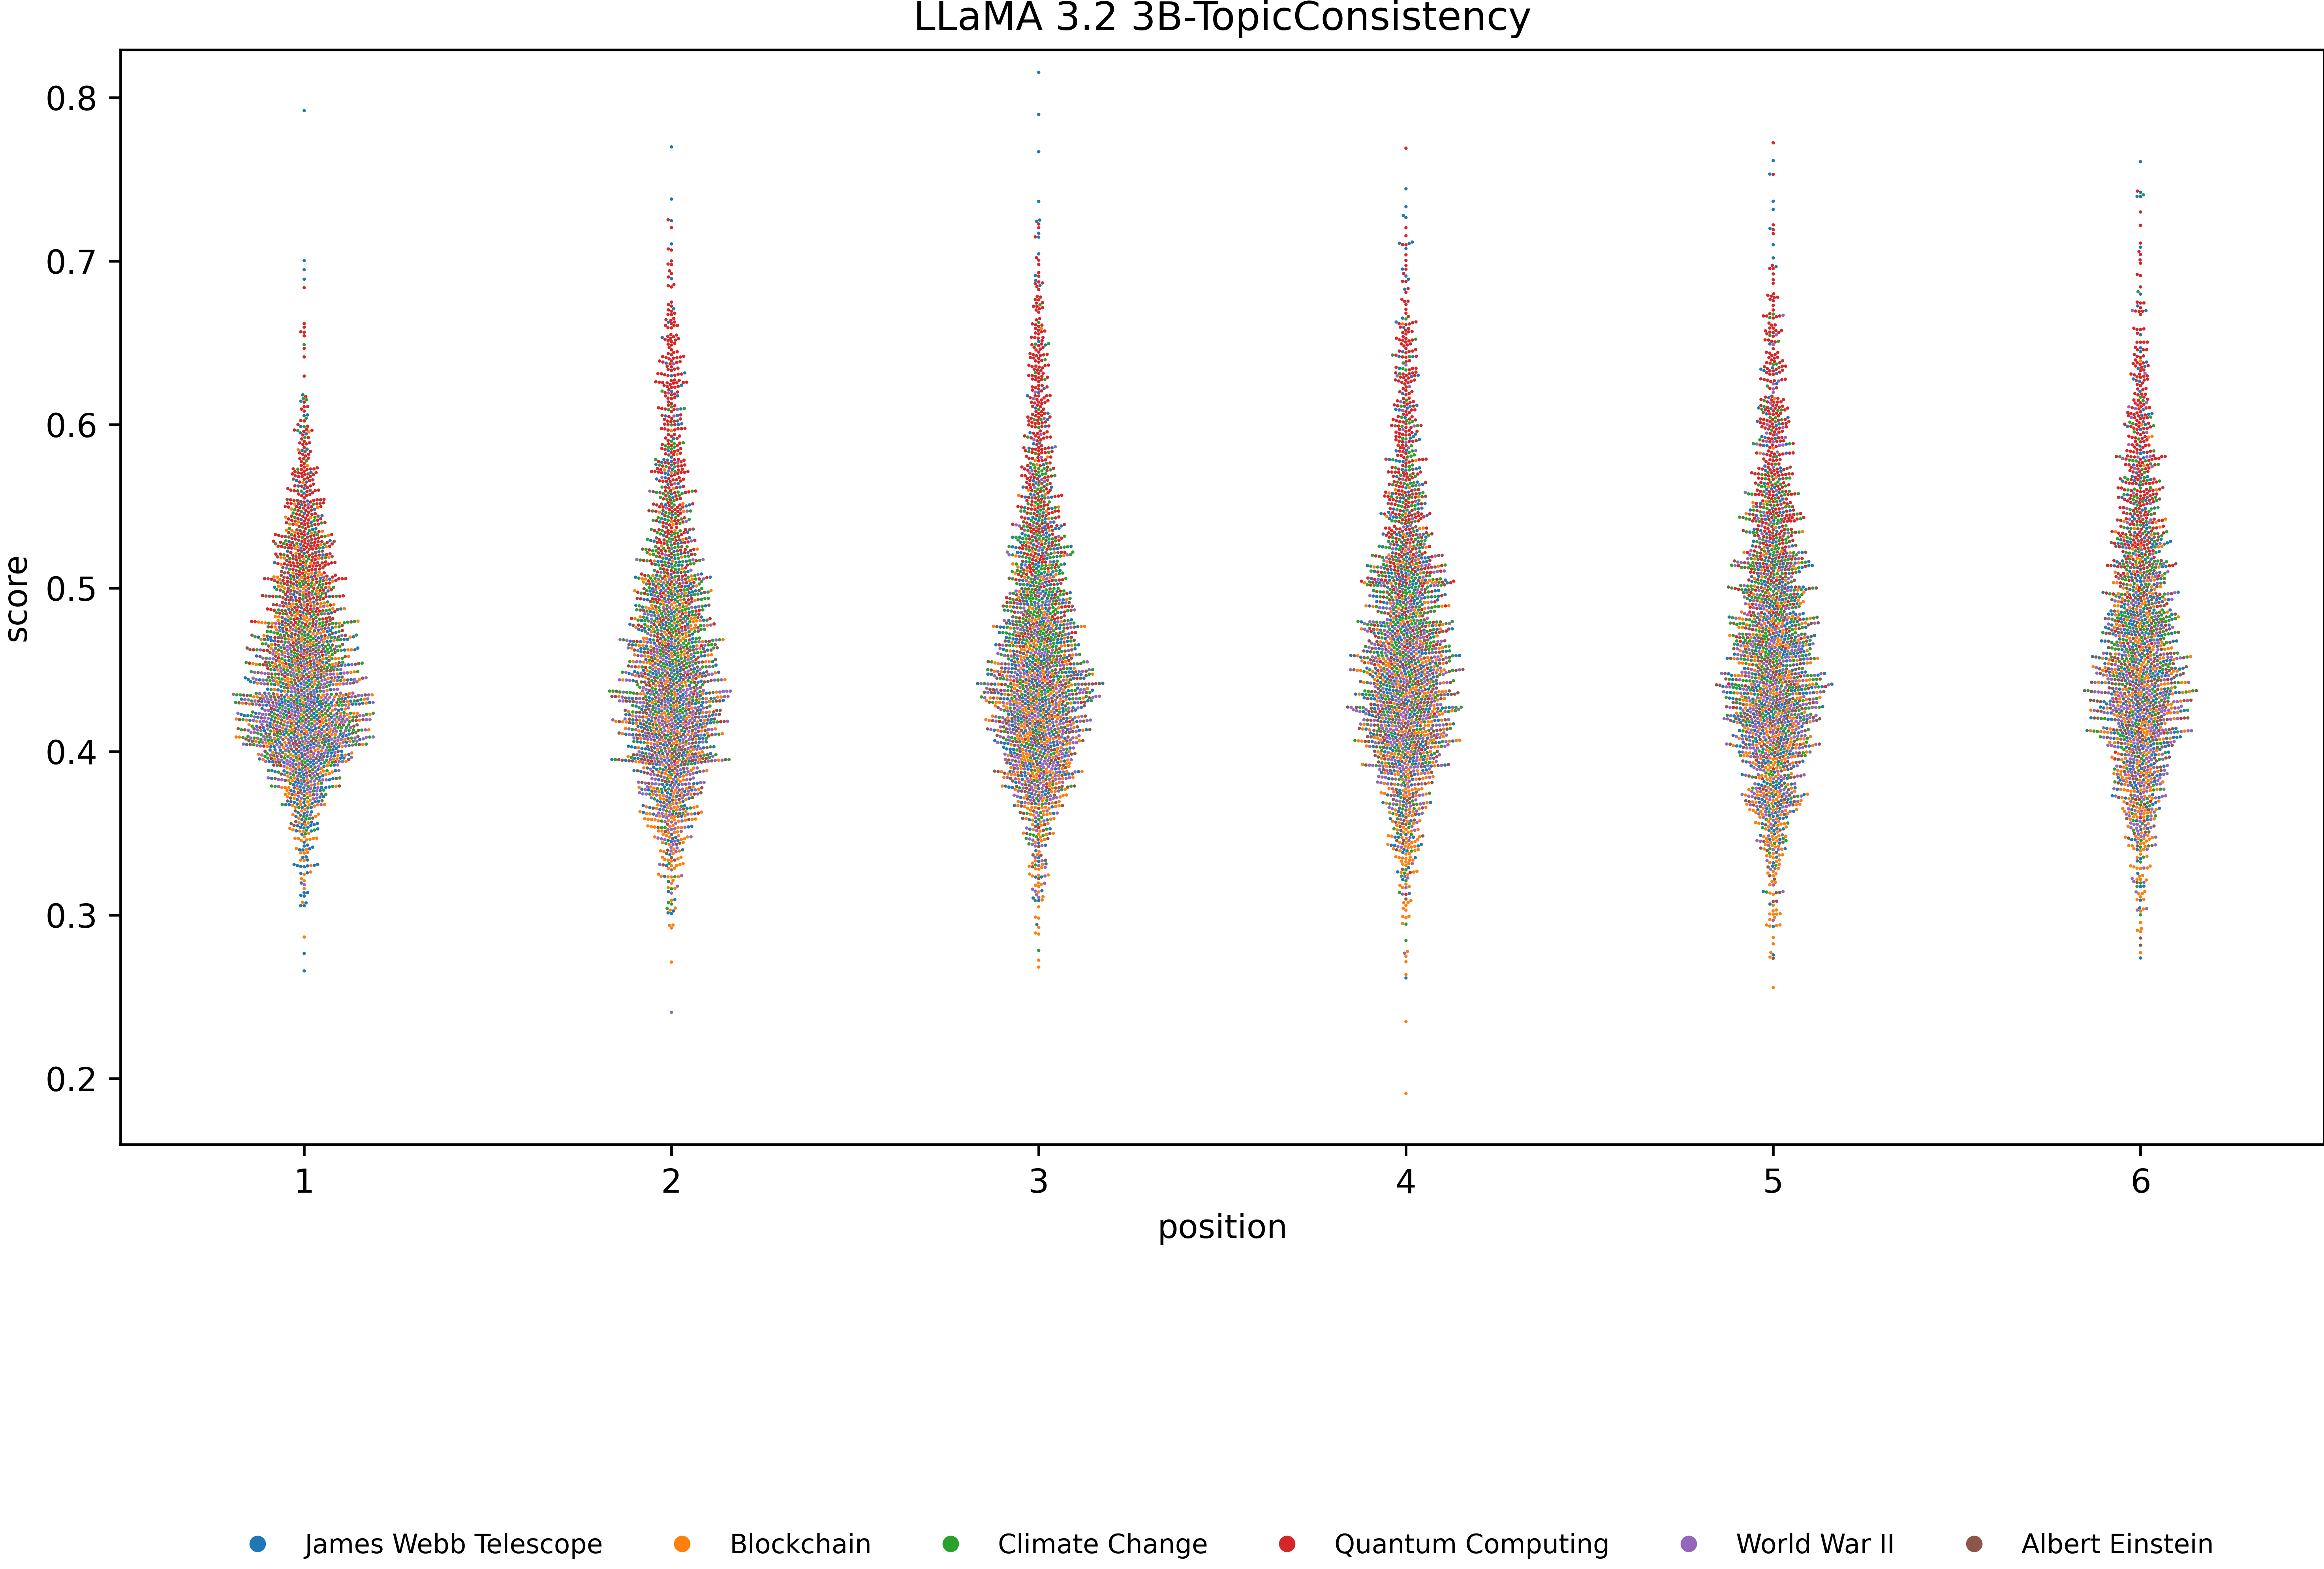 LLaMA 3.2 3B-TopicConsistency
0.8
0.7
0.6
0.5
0.4
0.3
0.2
score
1 2 3 4 5 6
position
James Webb Telescope Blockchain Climate Change Quantum Computing World War II Albert Einstein